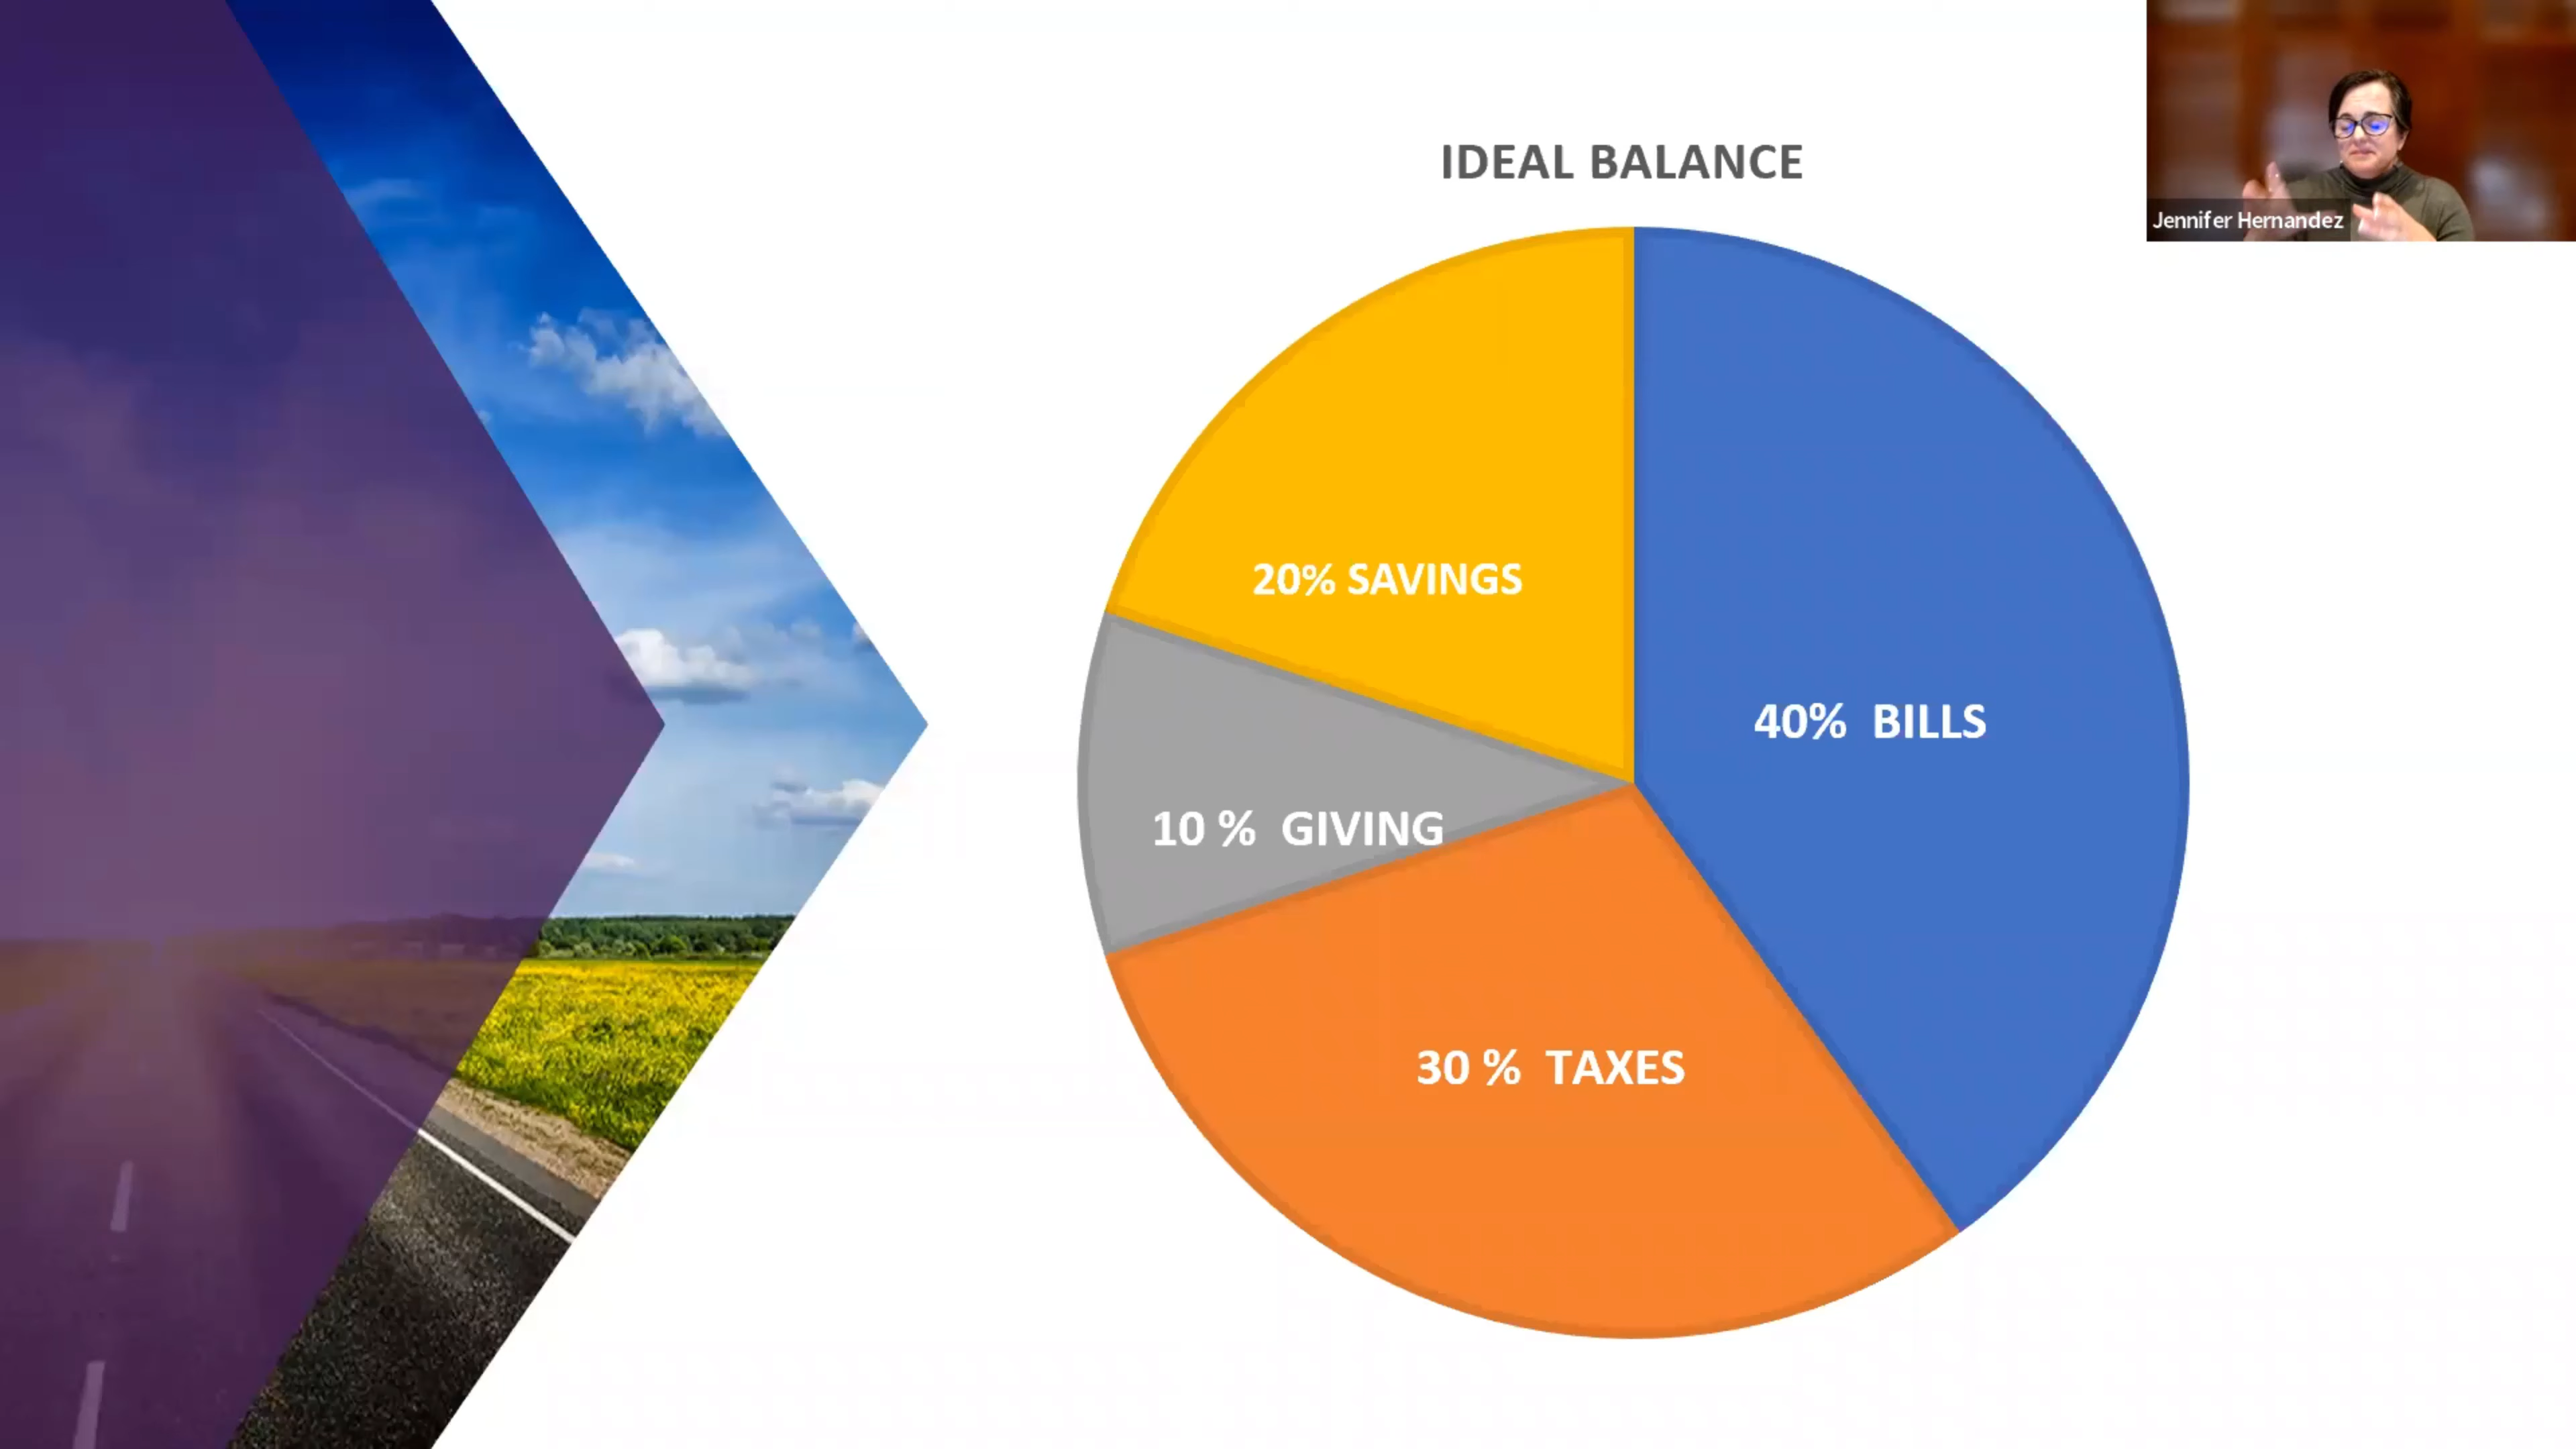 IDEAL BALANCE
Jennifer Hernandez
20% SAVINGS
40% BILLS
10 % GIVING
30 % TAXES